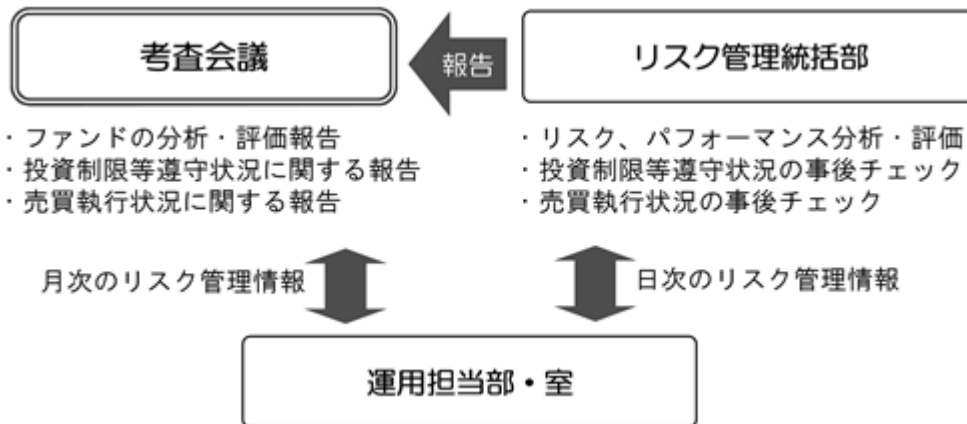 考査会議
報告
リスク管理統括部
・ファンドの分析・評価報告
・投資制限等遵守状況に関する報告
・売買執行状況に関する報告
・リスク、パフォーマンス分析・評価
・投資制限等遵守状況の事後チェック
・売買執行状況の事後チェック
月次のリスク管理情報
日次のリスク管理情報
運用担当部・室